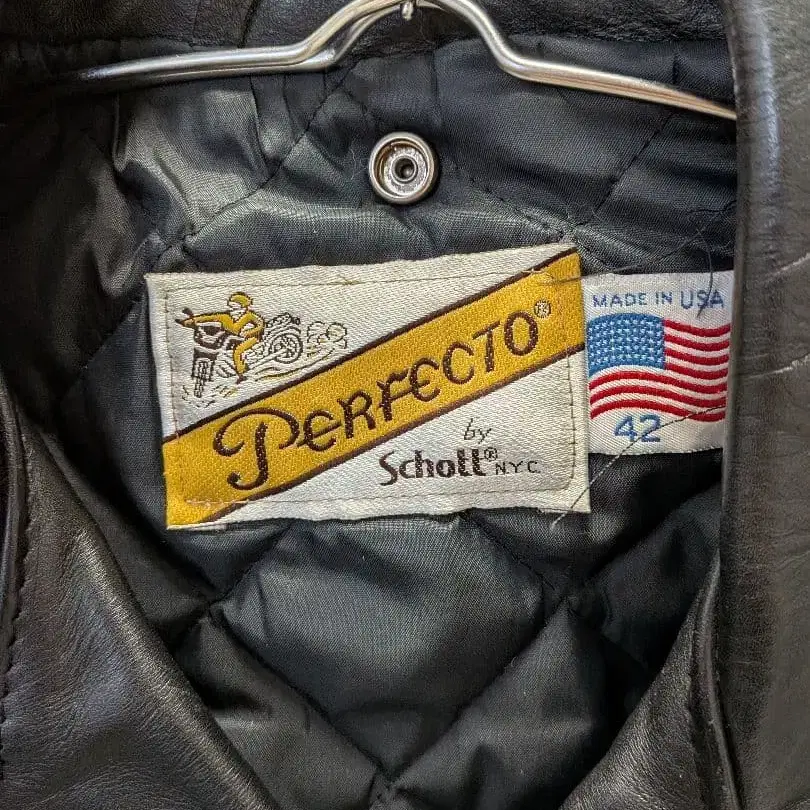 PERFECTO®
by
Schott® NYC
MADE IN USA
42